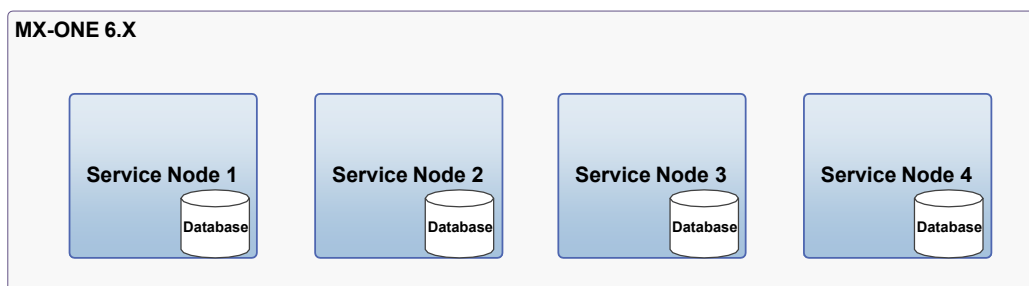 MX-ONE 6.X
Service Node 1
Service Node 2
Service Node 3
Service Node 4
Database
Database
Database
Database